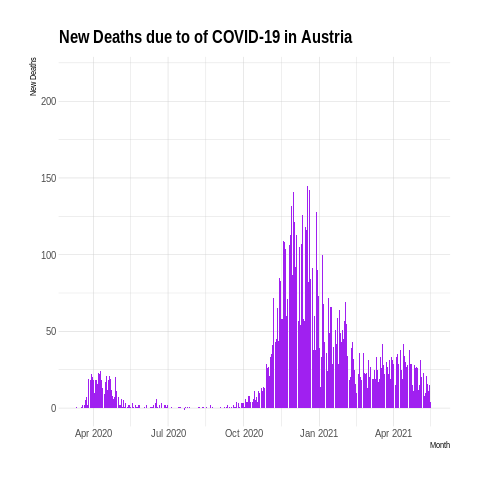 New Deaths due to of COVID-19 in Austria
New Deaths
200
150
100
50
0
Apr 2020 Jul 2020 Oct 2020 Jan 2021 Apr 2021
Month